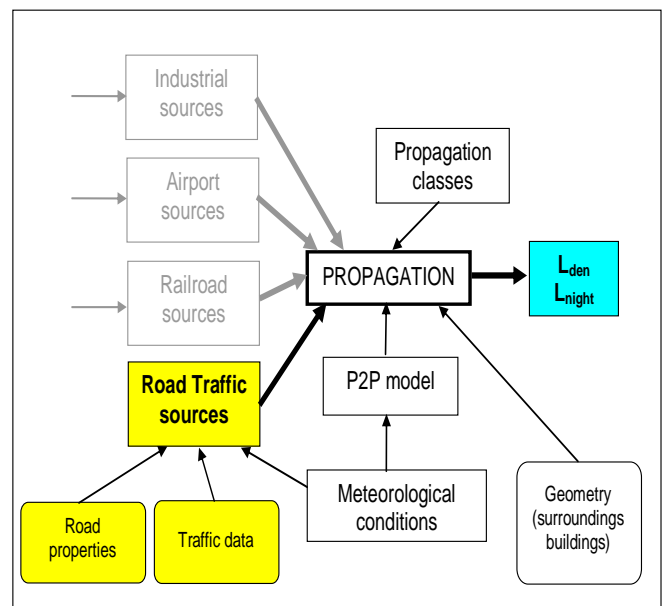 Industrial
sources
Propagation
classes
Airport
sources
PROPAGATION
Lden
Lnight
Railroad
sources
Road Traffic
sources
P2P model
Road
properties
Traffic data
Meteorological
conditions
Geometry
(surroundings
buildings)